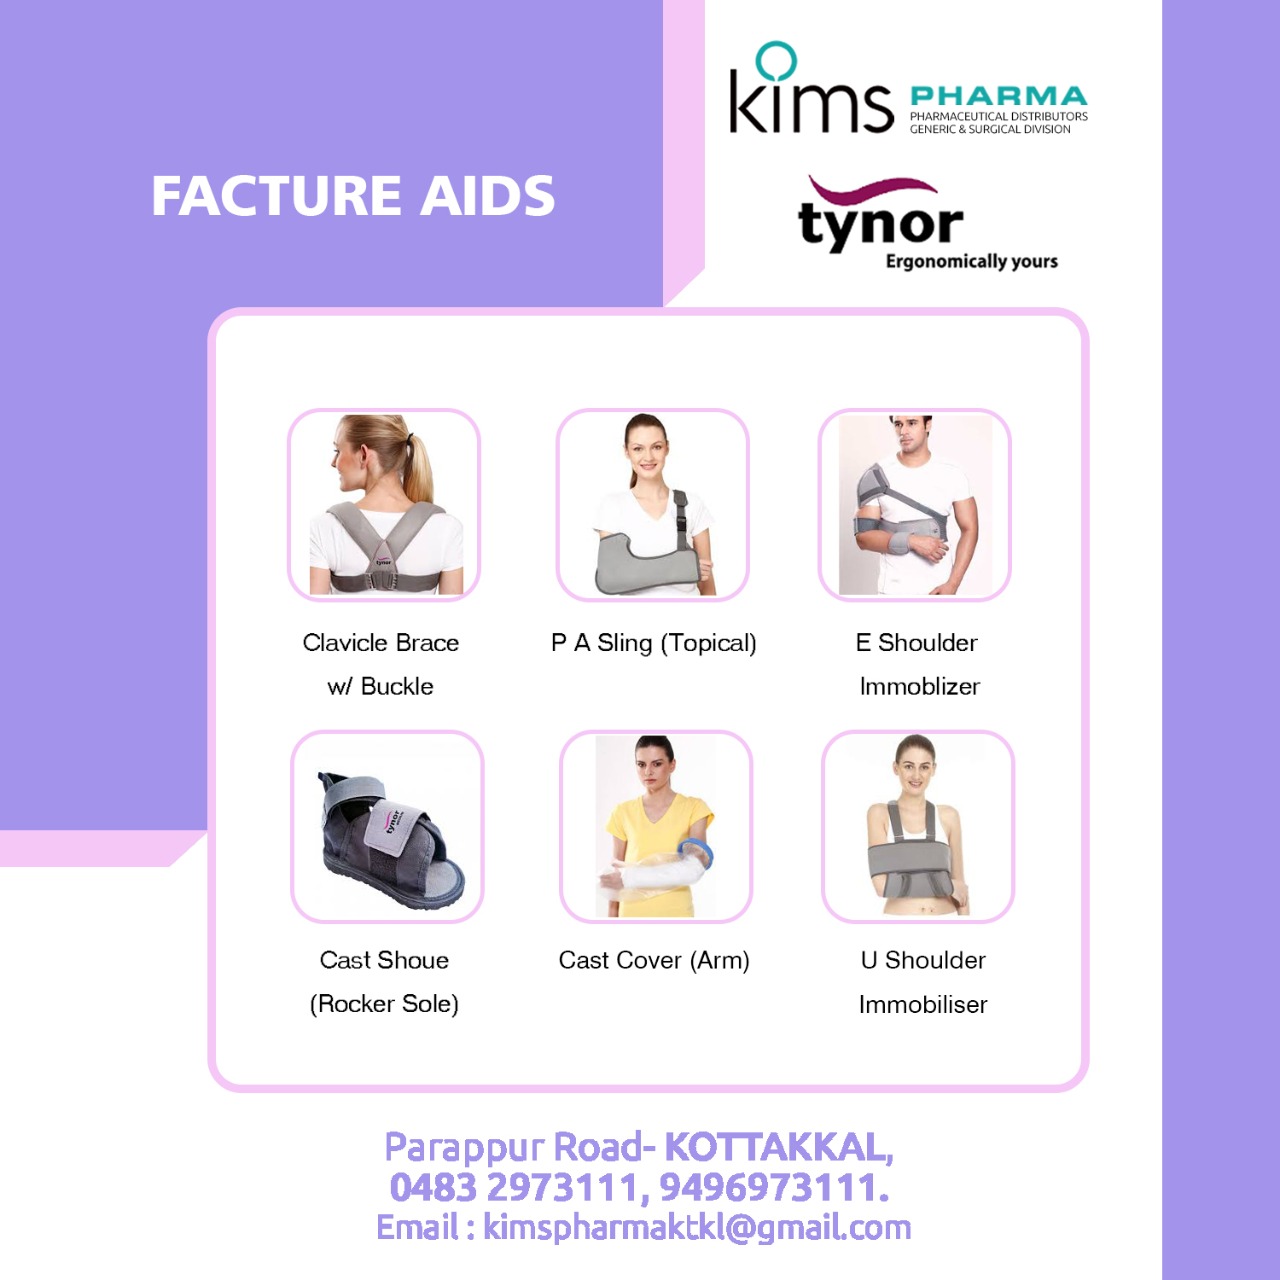 kims PHARMA
PHARMACEUTICAL DISTRIBUTORS
GENERIC & SURGICAL DIVISION
FACTURE AIDS
tynor
Ergonomically yours
tynor
Clavicle Brace
w/ Buckle
P A Sling (Topical)
E Shoulder
Immoblizer
tynor
Cast Shoue
(Rocker Sole)
Cast Cover (Arm)
U Shoulder
Immobiliser
Parappur Road- KOTTAKKAL,
0483 2973111, 9496973111.
Email : kimspharmaktkl@gmail.com